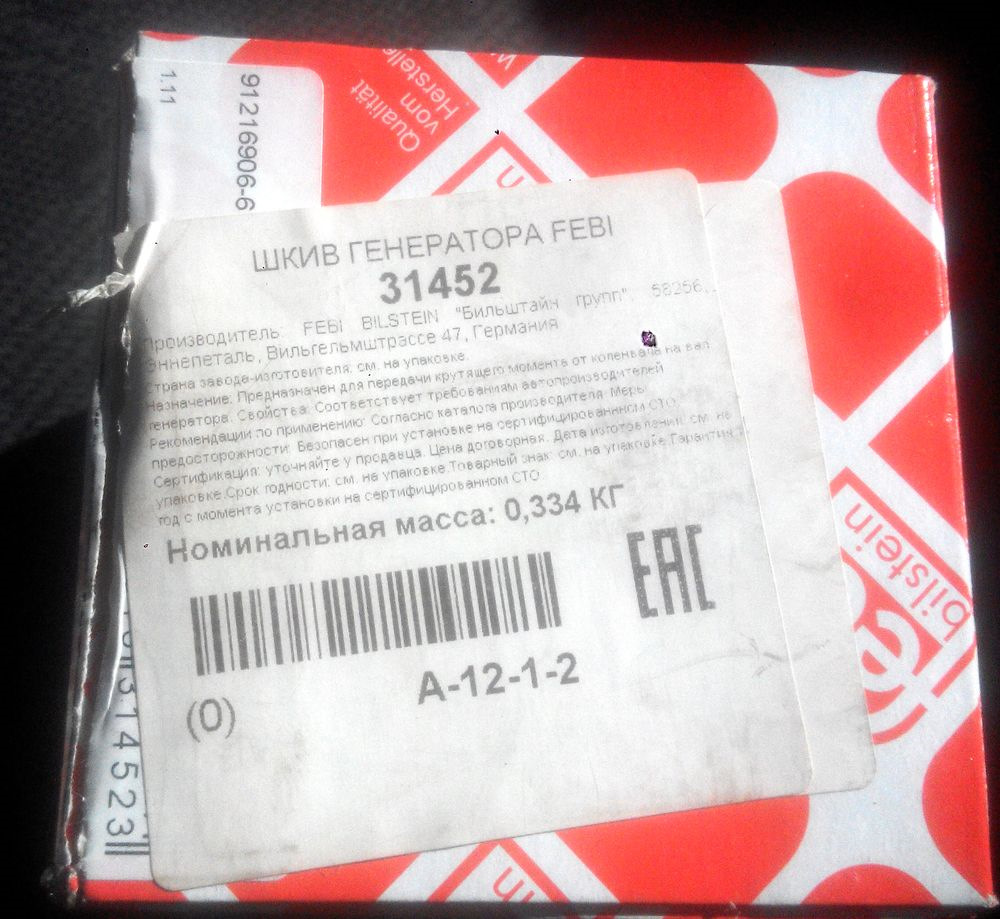 1.11
91216906-6
Qualität
vom
Herstelle
ШКИВ ГЕНЕРАТОРА FEBI
31452
Производитель: FEBI BILSTEIN "Бильштайн групп". 58256,
Эннепеталь, Вильгельмштрассе 47, Германия
Страна завода-изготовителя: см. на упаковке.
Назначение: Предназначен для передачи крутящего момента от коленвала на вал
генератора. Свойства: Соответствует требованиям автопроизводителей
Рекомендации по применению: Согласно каталога производителя. Меры
предосторожности: Безопасен при установке на сертифицированнном СТО
Сертификация: уточняйте у продавца. Цена договорная. Дата изготовления: см. на
упаковке.Срок годности: см. на упаковке.Товарный знак: см. на упаковке.Гарантия:
год с момента установки на сертифицированном СТО
Номинальная масса: 0,334 КГ
EAC
A-12-1-2
(0)
314523
bilstein